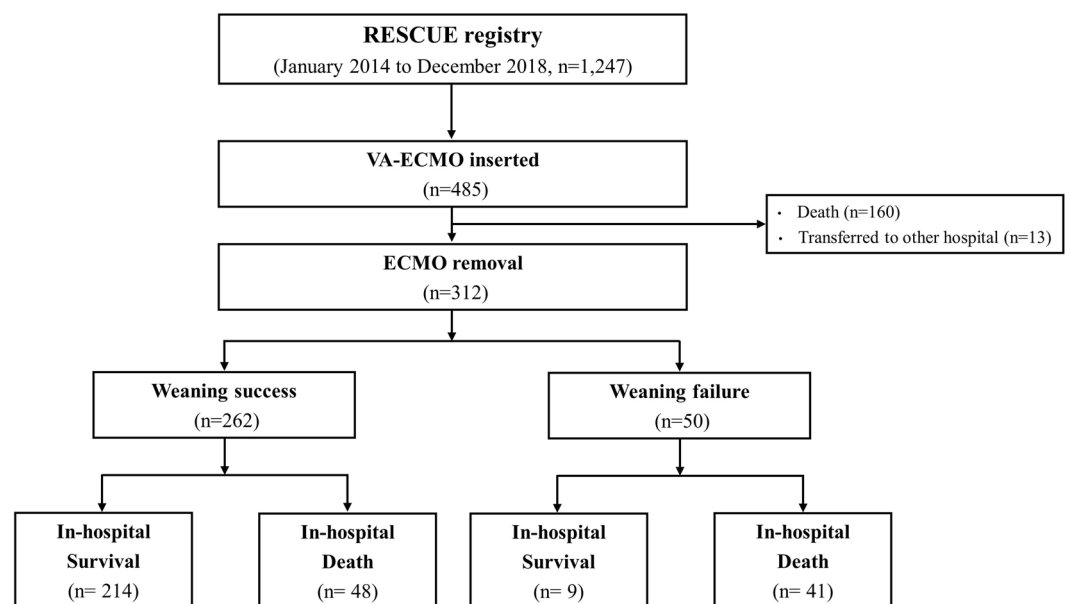 RESCUE registry
(January 2014 to December 2018, n=1,247)
VA-ECMO inserted
(n=485)
· Death (n=160)
· Transferred to other hospital (n=13)
ECMO removal
(n=312)
Weaning success
(n=262)
Weaning failure
(n=50)
In-hospital
Survival
(n= 214)
In-hospital
Death
(n= 48)
In-hospital
Survival
(n= 9)
In-hospital
Death
(n= 41)